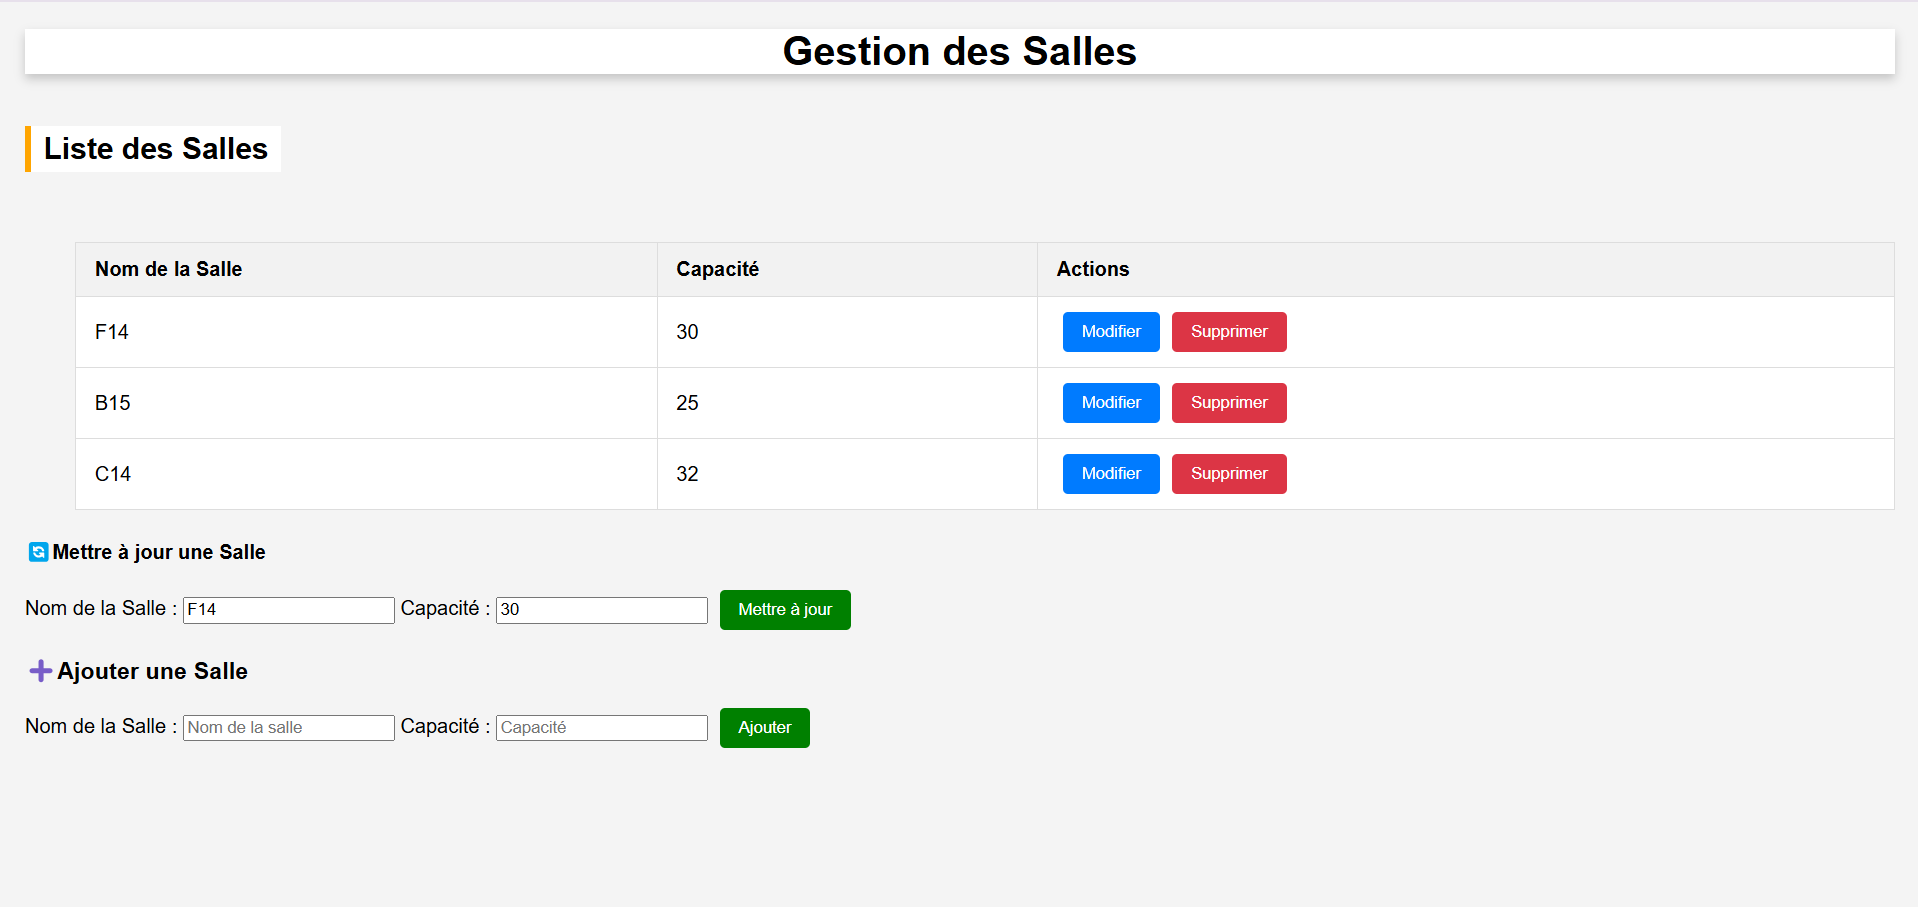 Gestion des Salles
Liste des Salles
Nom de la Salle Capacité Actions
F14 30 Modifier Supprimer
B15 25 Modifier Supprimer
C14 32 Modifier Supprimer
Mettre à jour une Salle
Nom de la Salle : F14 Capacité : 30 Mettre à jour
Ajouter une Salle
Nom de la Salle : Nom de la salle Capacité : Capacité Ajouter